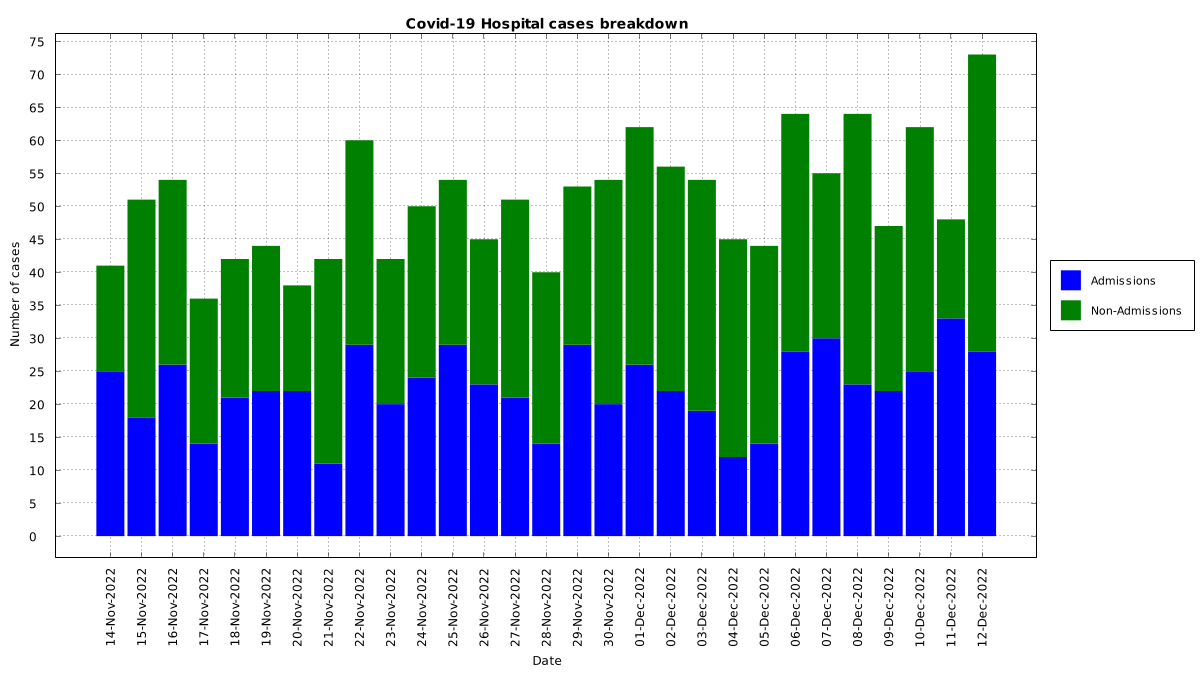 Covid-19 Hospital cases breakdown
75
70
65
60
55
50
45
40
35
30
25
20
15
10
5
0
Number of cases
14-Nov-2022
15-Nov-2022
16-Nov-2022
17-Nov-2022
18-Nov-2022
19-Nov-2022
20-Nov-2022
21-Nov-2022
22-Nov-2022
23-Nov-2022
24-Nov-2022
25-Nov-2022
26-Nov-2022
27-Nov-2022
28-Nov-2022
29-Nov-2022
30-Nov-2022
01-Dec-2022
02-Dec-2022
03-Dec-2022
04-Dec-2022
05-Dec-2022
06-Dec-2022
07-Dec-2022
08-Dec-2022
09-Dec-2022
10-Dec-2022
11-Dec-2022
12-Dec-2022
Date
Admissions
Non-Admissions